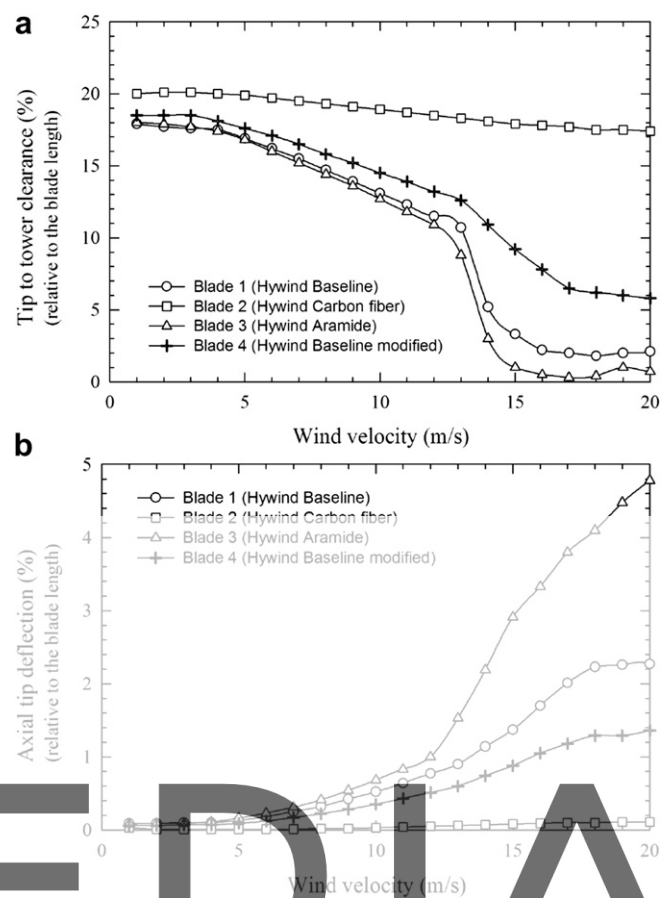 a
25
20
15
10
5
0
Tip to tower clearance (%)
(relative to the blade length)
Blade 1 (Hywind Baseline)
Blade 2 (Hywind Carbon fiber)
Blade 3 (Hywind Aramide)
Blade 4 (Hywind Baseline modified)
0 5 10 15 20
Wind velocity (m/s)
b
5
4
3
2
1
0
Axial tip deflection (%)
(relative to the blade length)
Blade 1 (Hywind Baseline)
Blade 2 (Hywind Carbon fiber)
Blade 3 (Hywind Aramide)
Blade 4 (Hywind Baseline modified)
0 5 10 15 20
Wind velocity (m/s)